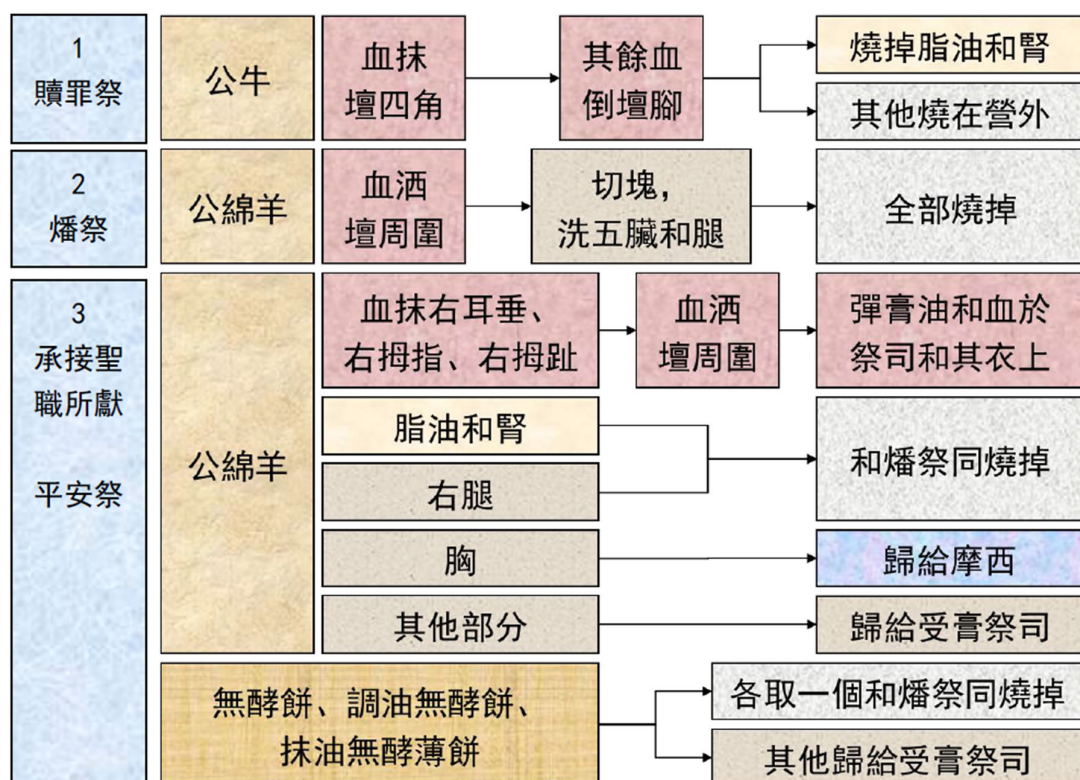 1
贖罪祭
公牛
血抹
壇四角
其餘血
倒壇腳
燒掉脂油和腎
其他燒在營外
2
燔祭
公綿羊
血洒
壇周圍
切塊，
洗五臟和腿
全部燒掉
3
承接聖
職所獻
平安祭
公綿羊
血抹右耳垂、
右拇指、右拇趾
血洒
壇周圍
彈膏油和血於
祭司和其衣上
脂油和腎
右腿
和燔祭同燒掉
胸
歸給摩西
其他部分
歸給受膏祭司
無酵餅、調油無酵餅、
抹油無酵薄餅
各取一個和燔祭同燒掉
其他歸給受膏祭司